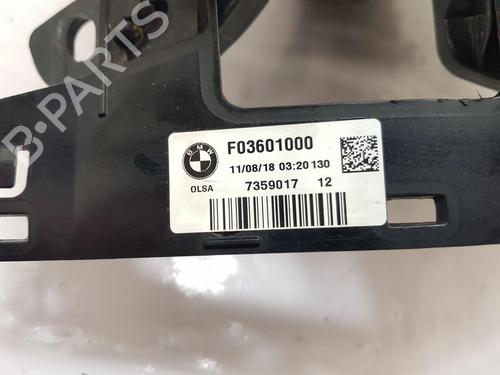 B-PARTS
BMW
F03601000
11/08/18 03:20 130
OLSA
7359017 12